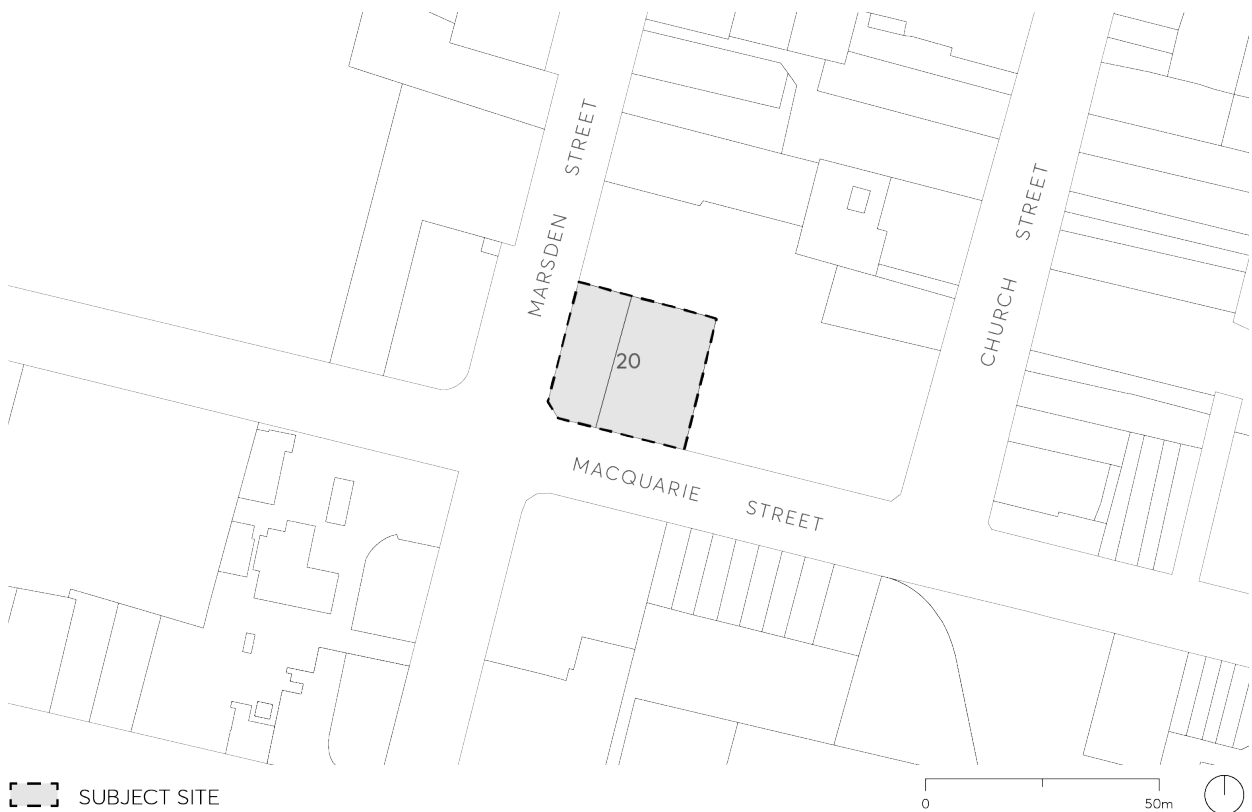 MARSDEN STREET
CHURCH STREET
20
MACQUARIE STREET
SUBJECT SITE
0 50m